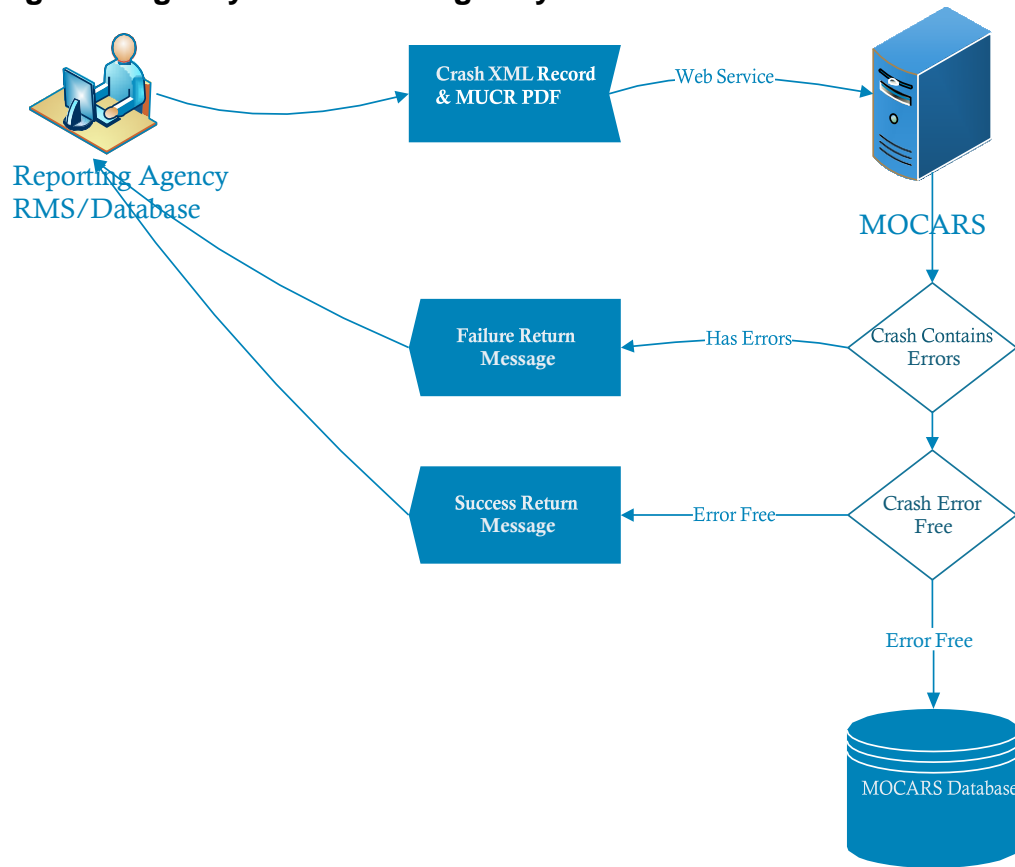 Crash XML Record
& MUCR PDF
Web Service
Reporting Agency
RMS/Database
MOCARS
Failure Return
Message
Has Errors
Crash Contains
Errors
Success Return
Message
Error Free
Crash Error
Free
Error Free
MOCARS Database